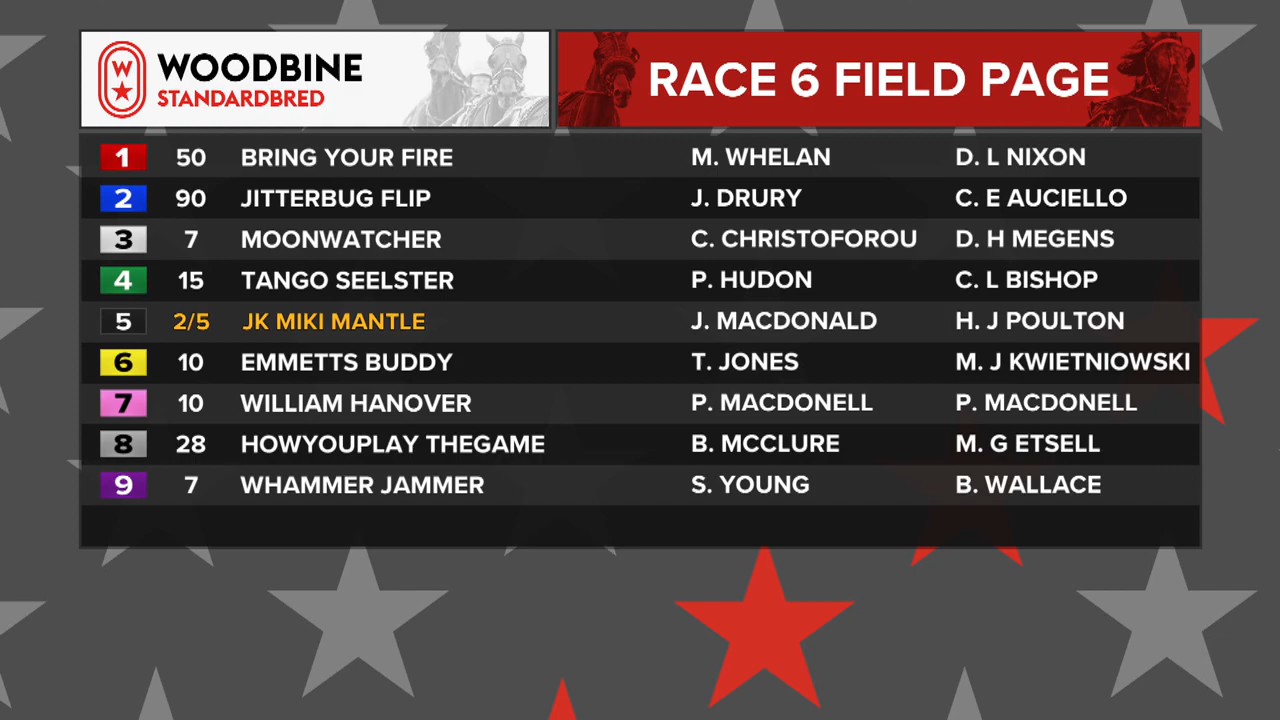 W
WOODBINE
STANDARDBRED
RACE 6 FIELD PAGE
1 50 BRING YOUR FIRE M. WHELAN D. L NIXON
2 90 JITTERBUG FLIP J. DRURY C. E AUCIELLO
3 7 MOONWATCHER C. CHRISTOFOROU D. H MEGENS
4 15 TANGO SEELSTER P. HUDON C. L BISHOP
5 2/5 JK MIKI MANTLE J. MACDONALD H. J POULTON
6 10 EMMETTS BUDDY T. JONES M. J KWIETNIOWSKI
7 10 WILLIAM HANOVER P. MACDONELL P. MACDONELL
8 28 HOWYOUPLAY THEGAME B. MCCLURE M. G ETSELL
9 7 WHAMMER JAMMER S. YOUNG B. WALLACE